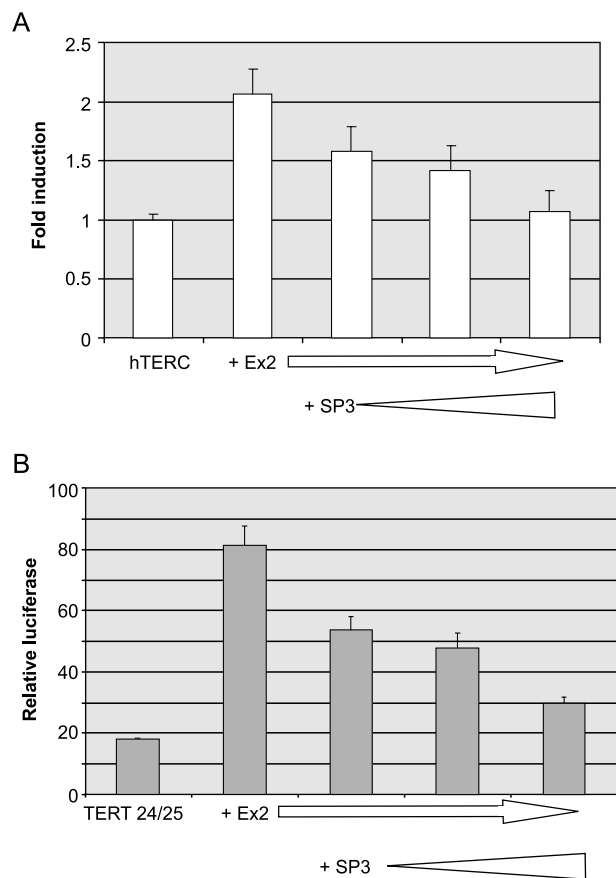 A
2.5
2
1.5
1
0.5
0
Fold induction
hTERC + Ex2
+ SP3
B
100
80
60
40
20
0
Relative luciferase
TERT 24/25 + Ex2
+ SP3